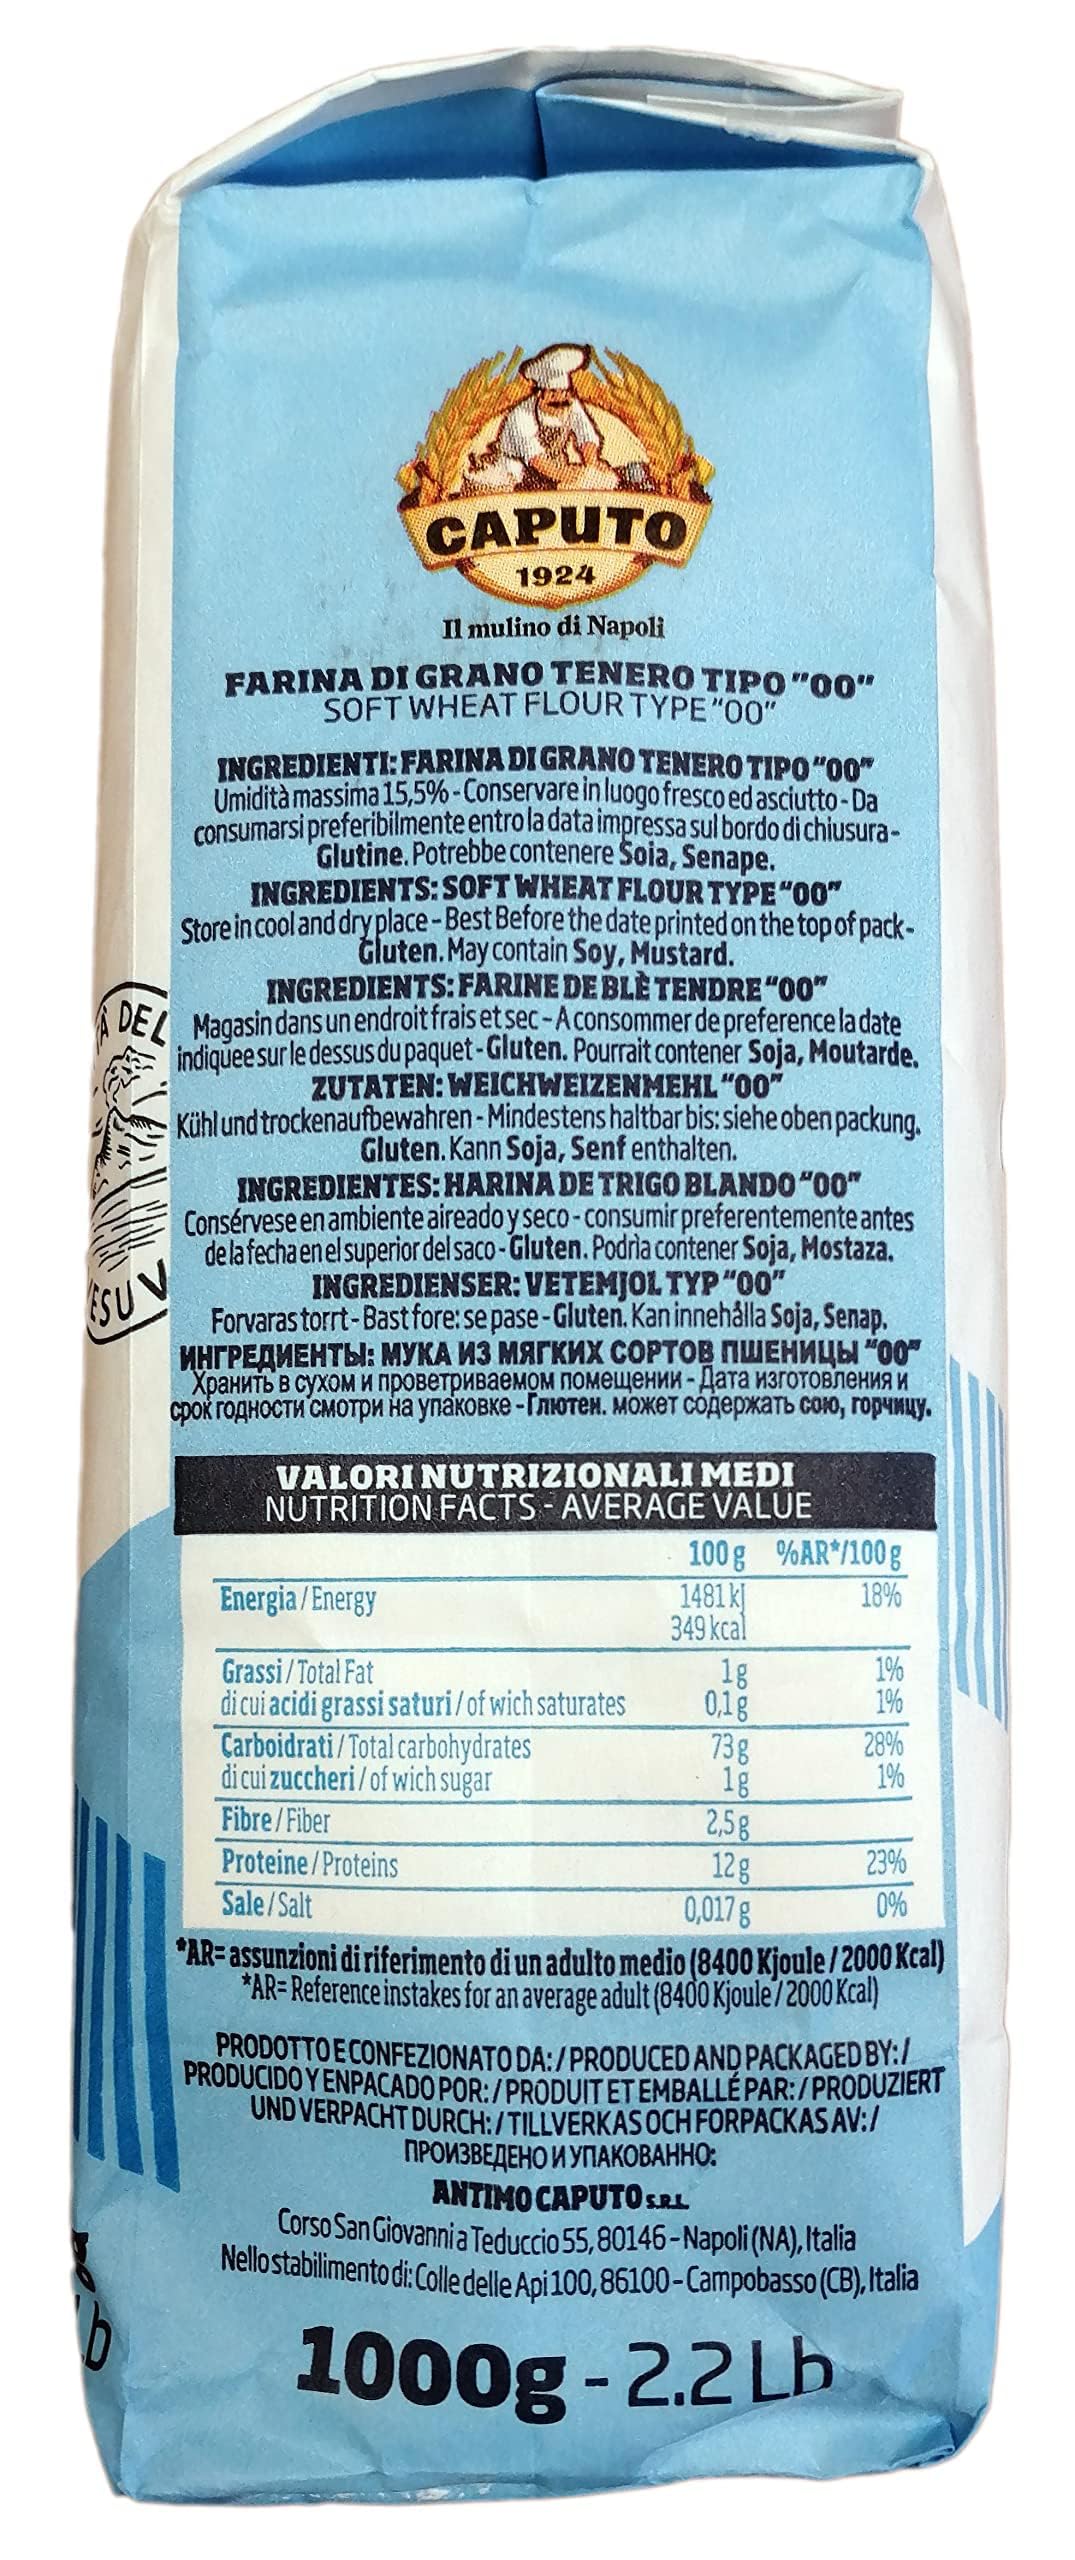 CAPUTO
1924
Il mulino di Napoli
FARINA DI GRANO TENERO TIPO "00"
SOFT WHEAT FLOUR TYPE "00"
INGREDIENTI: FARINA DI GRANO TENERO TIPO "00"
Umidità massima 15,5% - Conservare in luogo fresco ed asciutto - Da
consumarsi preferibilmente entro la data impressa sul bordo di chiusura -
Glutine. Potrebbe contenere Soia, Senape.
INGREDIENTS: SOFT WHEAT FLOUR TYPE "00"
Store in cool and dry place - Best Before the date printed on the top of pack -
Gluten. May contain Soy, Mustard.
INGREDIENTS: FARINE DE BLÈ TENDRE "00"
Magasin dans un endroit frais et sec - A consommer de preference la date
indiquee sur le dessus du paquet - Gluten. Pourrait contener Soja, Moutarde.
ZUTATEN: WEICHWEIZENMEHL "00"
Kühl und trockenaufbewahren - Mindestens haltbar bis: siehe oben packung.
Gluten. Kann Soja, Senf enthalten.
INGREDIENTES: HARINA DE TRIGO BLANDO "00"
Consérvese en ambiente aireado y seco - consumir preferentemente antes
de la fecha en el superior del saco - Gluten. Podrìa contener Soja, Mostaza.
INGREDIENSER: VETEMJOL TYP "00"
Forvaras torrt - Bast fore: se pase - Gluten. Kan innehålla Soja, Senap.
ИНГРЕДИЕНТЫ: МУКА ИЗ МЯГКИХ СОРТОВ ПШЕНИЦЫ "00"
Хранить в сухом и проветриваемом помещении - Дата изготовления и
срок годности смотри на упаковке - Глютен. может содержать сою, горчицу.
VALORI NUTRIZIONALI MEDI
NUTRITION FACTS - AVERAGE VALUE
100 g %AR*/100 g
Energia / Energy 1481 kJ 18%
349 kcal
Grassi / Total Fat 1 g 1%
di cui acidi grassi saturi / of wich saturates 0,1 g 1%
Carboidrati / Total carbohydrates 73 g 28%
di cui zuccheri / of wich sugar 1 g 1%
Fibre / Fiber 2,5 g
Proteine / Proteins 12 g 23%
Sale / Salt 0,017 g 0%
*AR= assunzioni di riferimento di un adulto medio (8400 Kjoule / 2000 Kcal)
*AR= Reference instakes for an average adult (8400 Kjoule / 2000 Kcal)
PRODOTTO E CONFEZIONATO DA: / PRODUCED AND PACKAGED BY: /
PRODUCIDO Y ENPACADO POR: / PRODUIT ET EMBALLÉ PAR: / PRODUZIERT
UND VERPACHT DURCH: / TILLVERKAS OCH FORPACKAS AV: /
ПРОИЗВЕДЕНО И УПАКОВАННО:
ANTIMO CAPUTO S.R.L
Corso San Giovanni a Teduccio 55, 80146 - Napoli (NA), Italia
Nello stabilimento di: Colle delle Api 100, 86100 - Campobasso (CB), Italia
1000g - 2.2 Lb